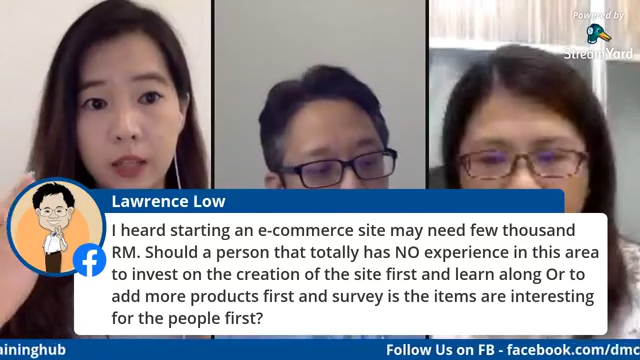 Powered by
StreamYard
Lawrence Low
I heard starting an e-commerce site may need few thousand
RM. Should a person that totally has NO experience in this area
to invest on the creation of the site first and learn along Or to
add more products first and survey is the items are interesting
for the people first?
aininghub
Follow Us on FB - facebook.com/dmc